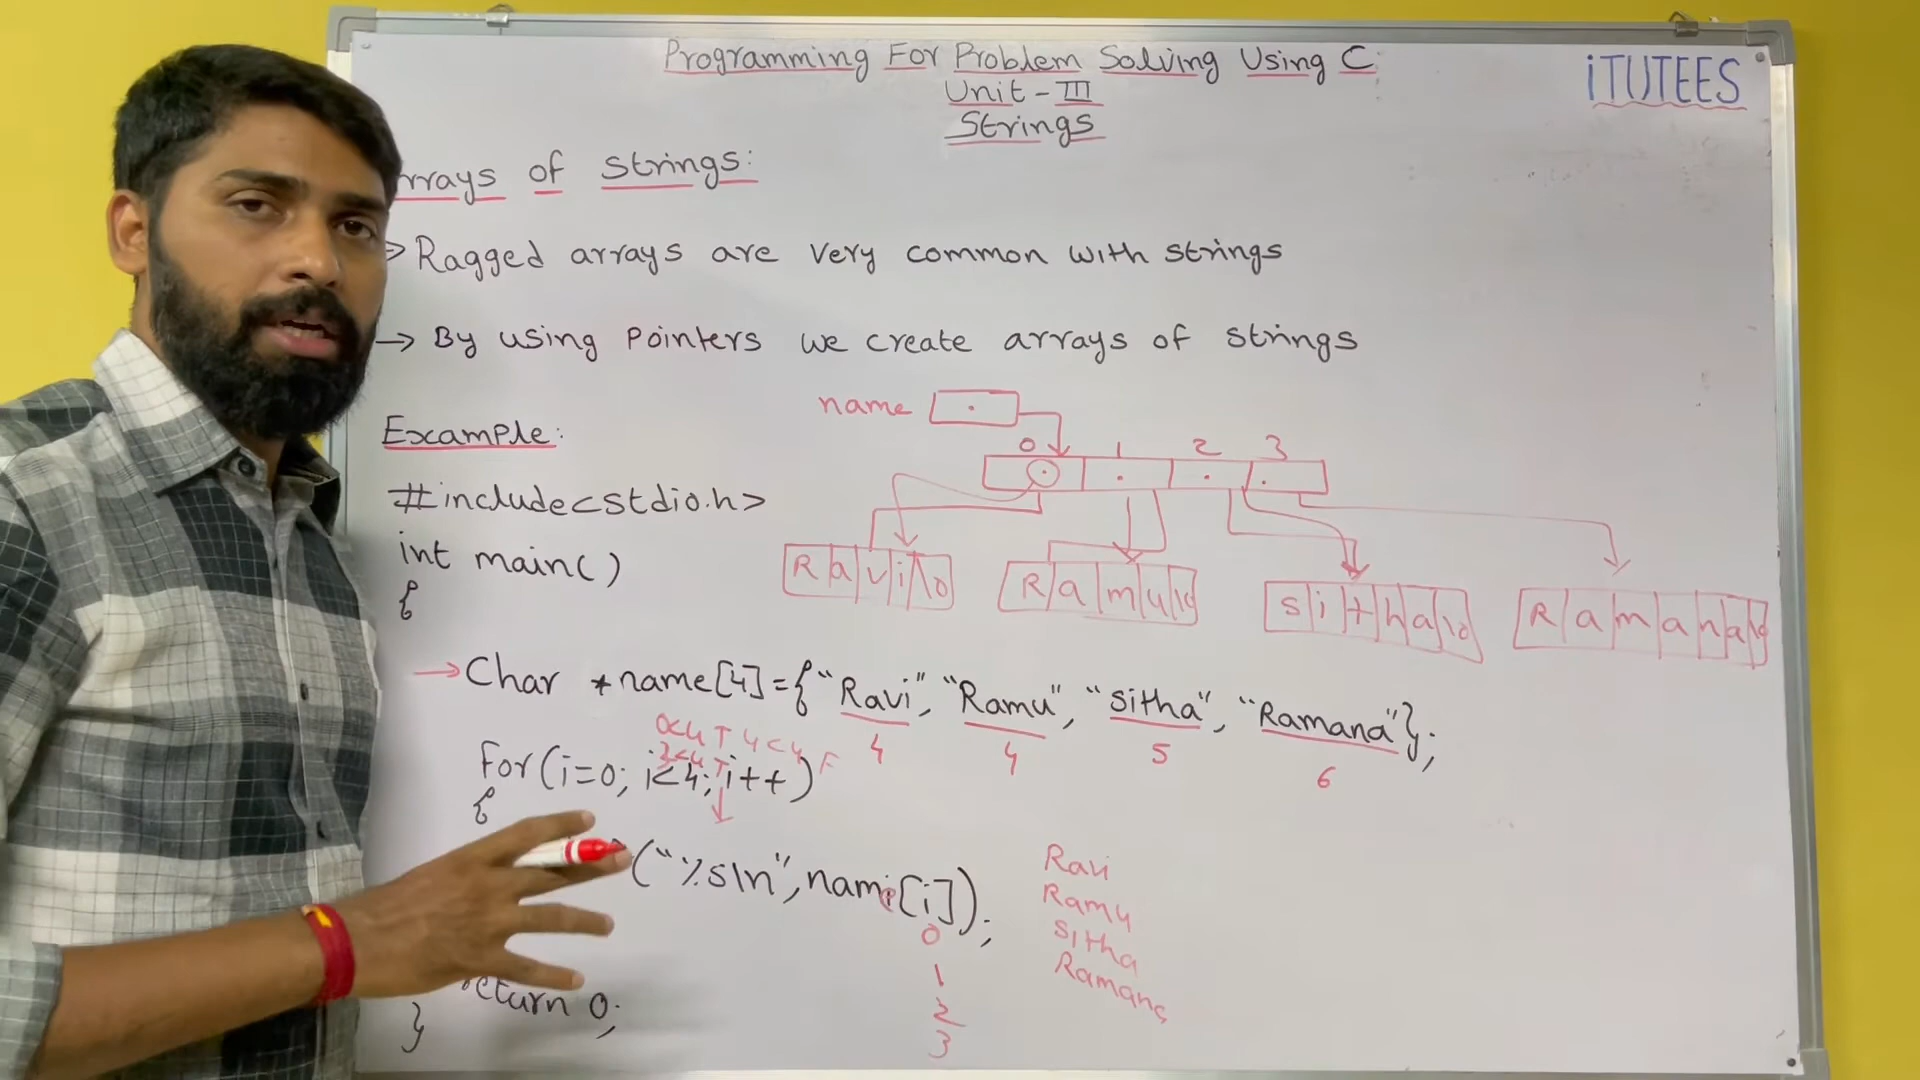 Programming For Problem Solving Using C
iTUTEES
Unit - III
Strings
rrays of strings:
> Ragged arrays are very common with strings
→ By using Pointers we create arrays of strings
name
0 1 2 3
Example:
#include<stdio.h>
int main()
{
R a v i \0
R a m u \0
s i t h a \0
R a m a n a \0
→ Char *name[4]={"Ravi", "Ramu", "sitha", "Ramana"};
4 4 5 6
0<4 T 4<4 F
3<4 T
For(i=0; i<4; i++)
{
("%s\n", name[i]);
0
1
2
3
Ravi
Ramu
sitha
Ramana
return 0;
}